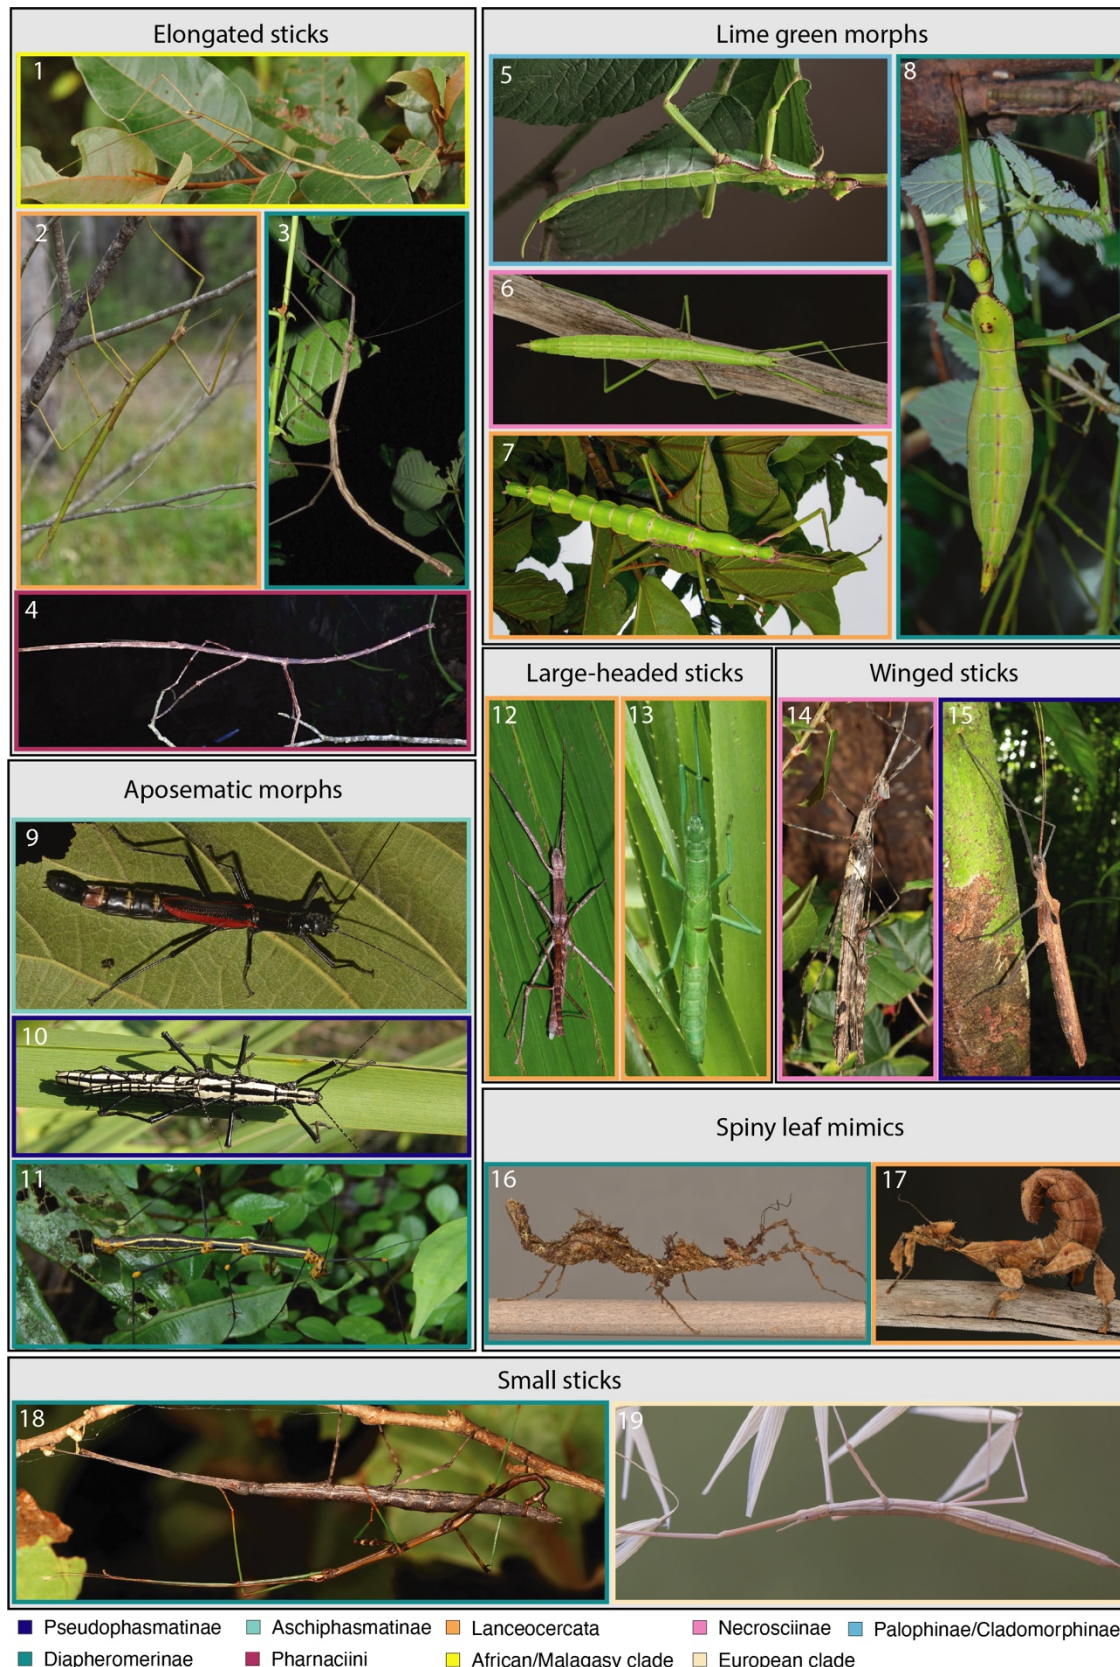 Elongated sticks
1
2
3
4
Lime green morphs
5
6
7
8
Aposematic morphs
9
10
11
Large-headed sticks
12
13
Winged sticks
14
15
Spiny leaf mimics
16
17
Small sticks
18
19
Pseudophasmatinae Aschiphasmatinae Lanceocercata Necrosciinae Palophinae/Cladomorphinae
Diapheromerinae Pharnaciini African/Malagasy clade European clade